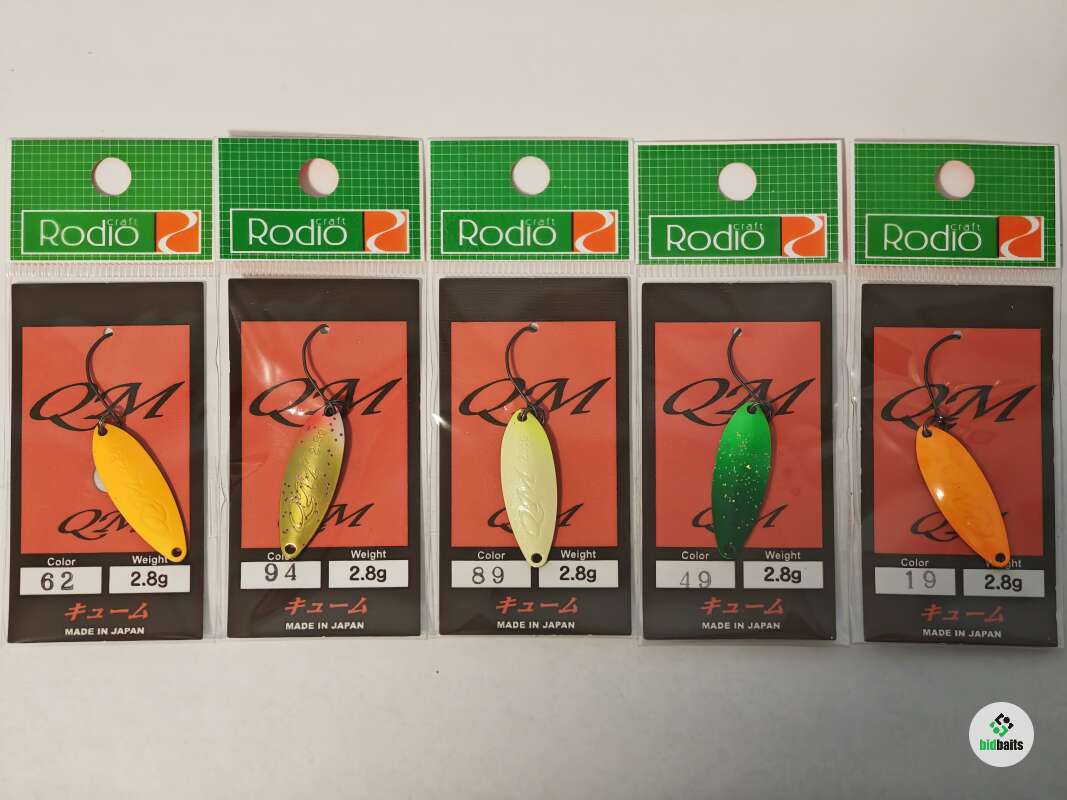 craft
Rodio
QM
QM
Color Weight
62 2.8g
キューム
MADE IN JAPAN
craft
Rodio
QM
QM
Color Weight
94 2.8g
キューム
MADE IN JAPAN
craft
Rodio
QM
Color Weight
89 2.8g
キューム
MADE IN JAPAN
craft
Rodio
QM
QM
Color Weight
49 2.8g
キューム
MADE IN JAPAN
craft
Rodio
QM
QM
Color
19 2.8g
キューム
MADE IN JAPAN
bidbaits